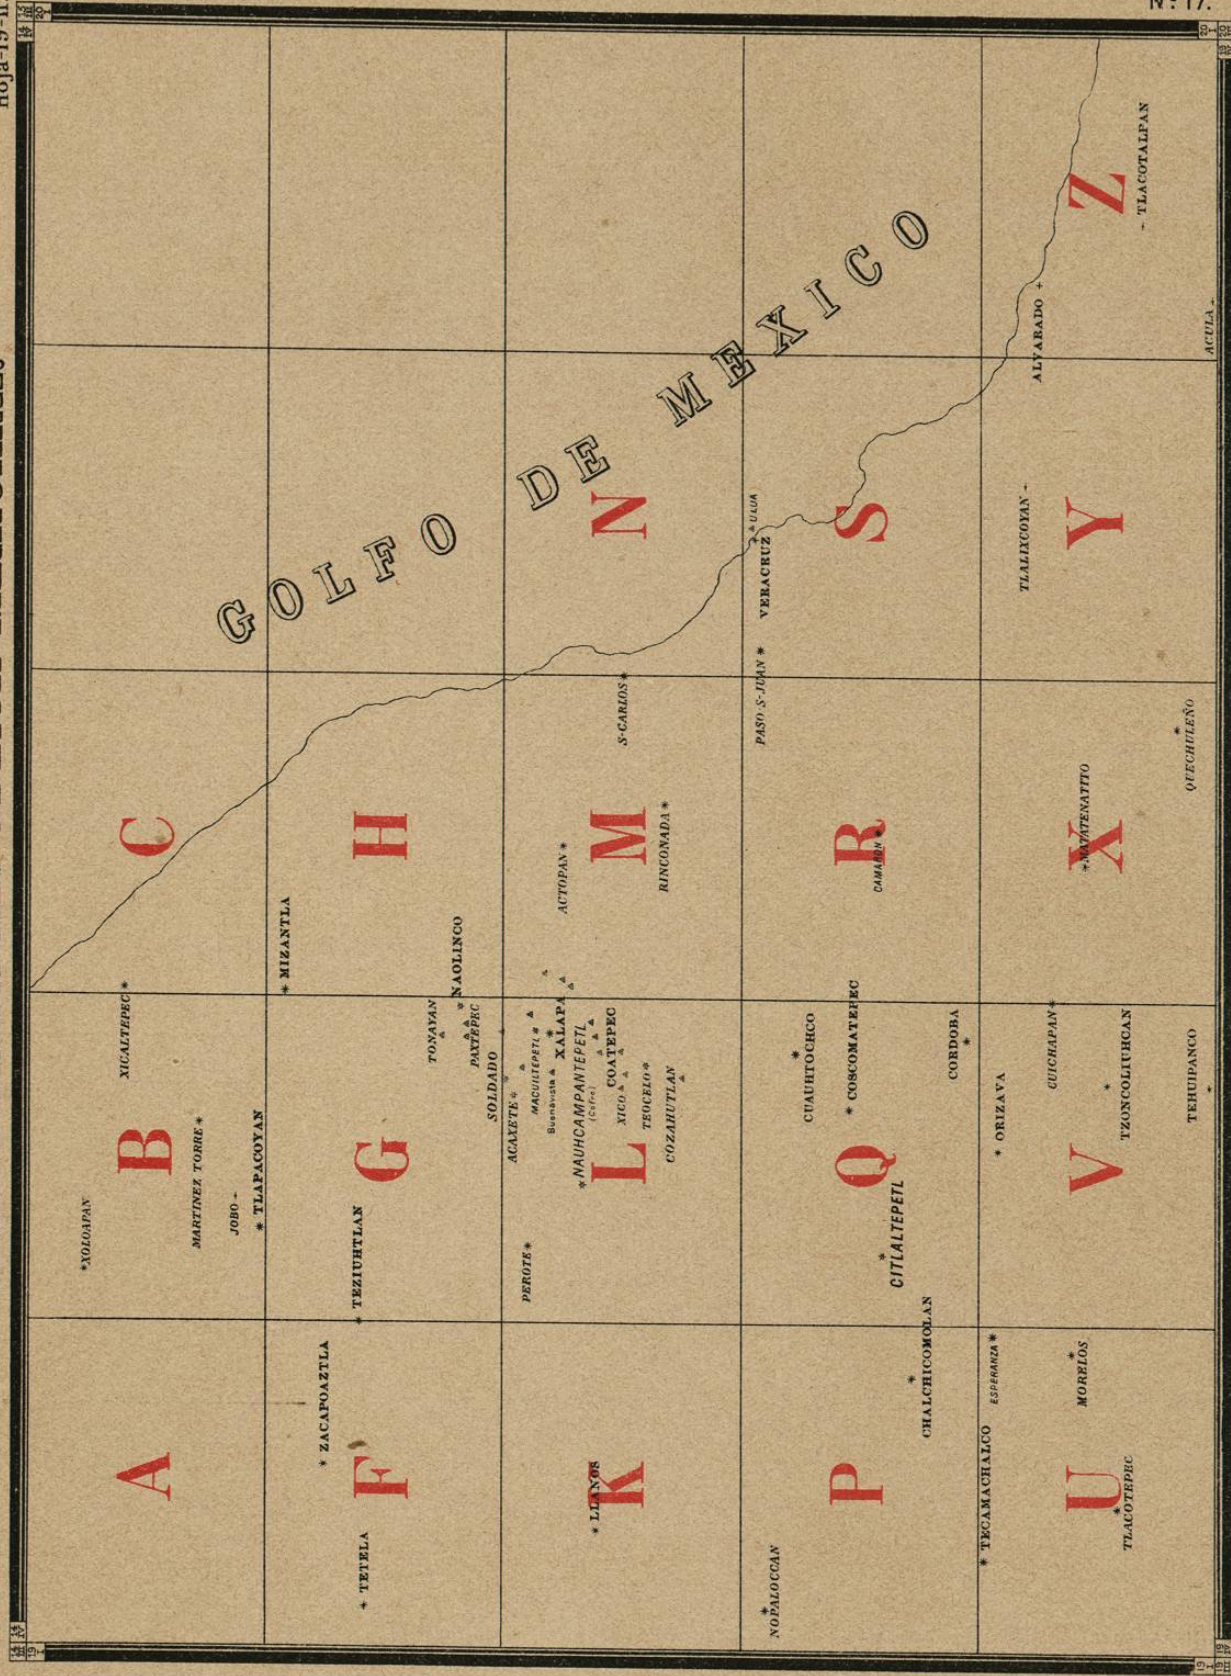 Nº 17.
GOLFO DE MEXICO
A
B
C
*XOLOAPAN
XICALTEPEC*
MARTINEZ TORRE*
JOBO -
* TLAPACOYAN
F
G
H
+ TETELA
* ZACAPOAZTLA
* TEZIUHTLAN
* MIZANTLA
TONAYAN
* NAOLINCO
PAXTEPEC
SOLDADO
K
L
M
N
* LLANOS
PEROTE*
ACAXETE*
MACUILTEPETL*
Buenavista
XALAPA
*NAUHCAMPANTEPETL
(Cofre)
COATEPEC
XICO
TEOCELO*
COZAHUTLAN
ACTOPAN*
S-CARLOS*
RINCONADA*
P
Q
R
S
NOPALOCCAN
CHALCHICOMOLAN
CITLALTEPETL
CUAUHTOCHCO
* COSCOMATEPEC
CORDOBA
CAMARON*
PASO S-JUAN*
VERACRUZ
ULUA
U
V
X
Y
Z
* TECAMACHALCO
ESPERANZA*
MORELOS
TLACOTEPEC
* ORIZAVA
CUICHAPAN*
TZONCOLIUHCAN
TEHUIPANCO
*MATATENATITO
QUECHULEÑO
TLALIXCOYAN -
ALVARADO +
- TLACOTALPAN
ACULA -